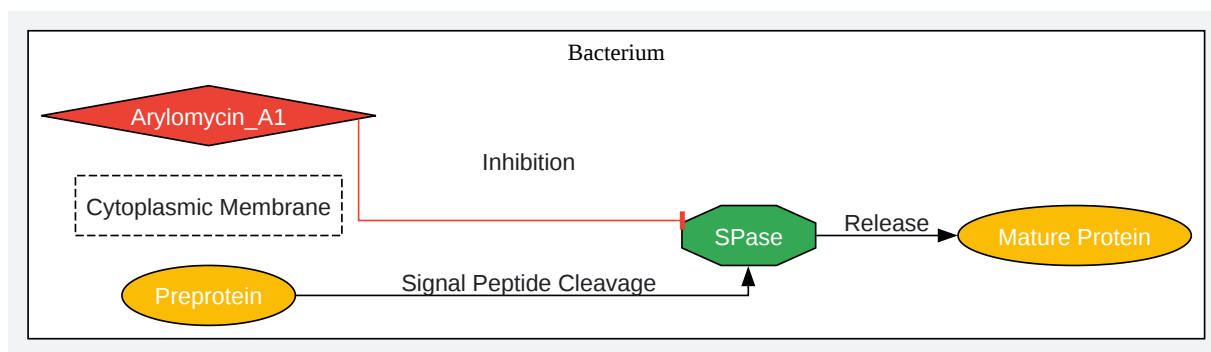 Bacterium
Arylomycin_A1
Inhibition
Cytoplasmic Membrane
SPase
Release
Mature Protein
Signal Peptide Cleavage
Preprotein